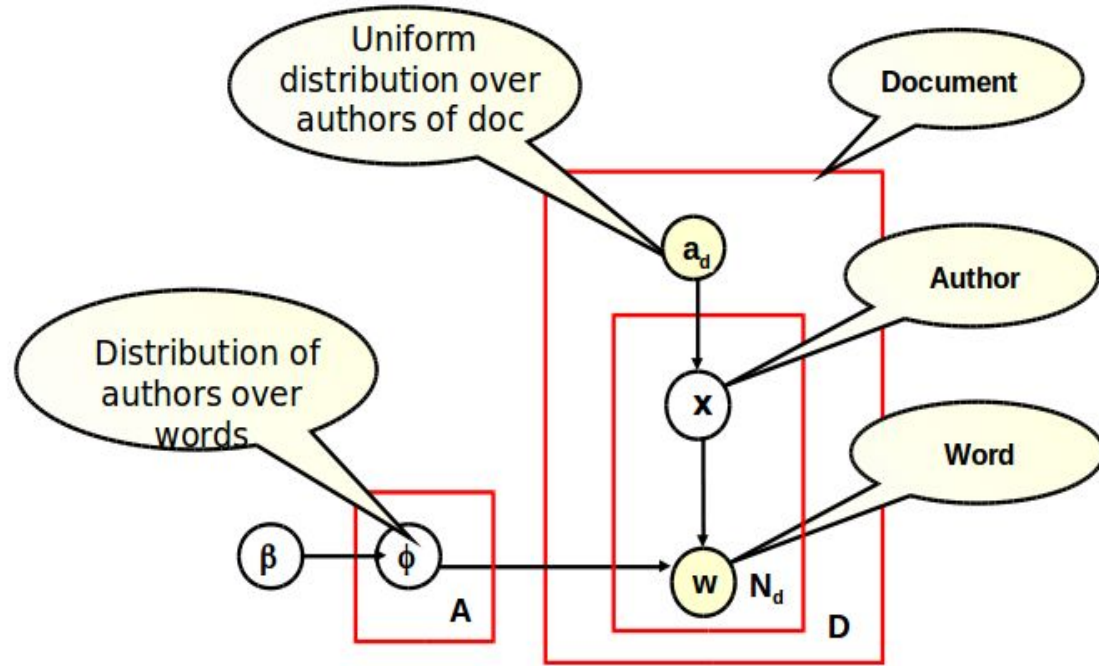 Uniform
distribution over
authors of doc
Document
a_d
Author
Distribution of
authors over
words
x
Word
β
ϕ
w
N_d
A
D